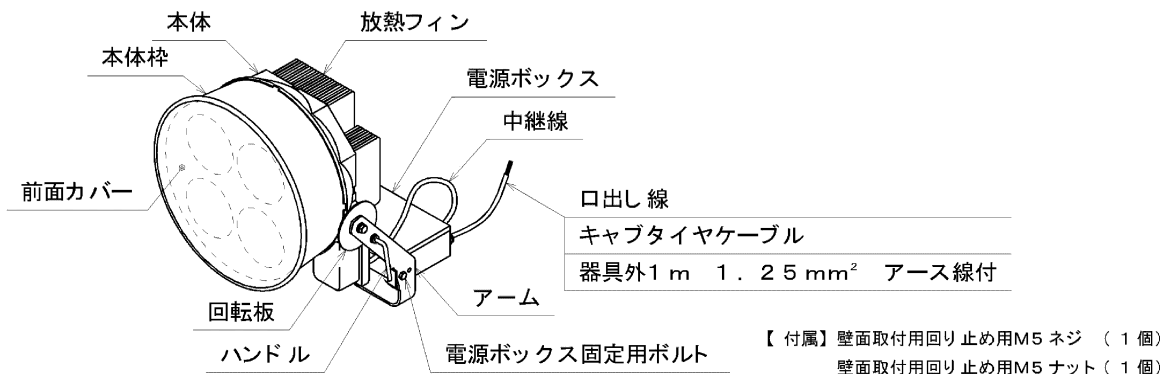 本体
放熱フィン
本体枠
電源ボックス
中継線
前面カバー
口出し線
キャブタイヤケーブル
器具外1m 1.25mm² アース線付
アーム
回転板
ハンドル
電源ボックス固定用ボルト
【付属】壁面取付用回り止め用M5ネジ (1個)
壁面取付用回り止め用M5ナット(1個)